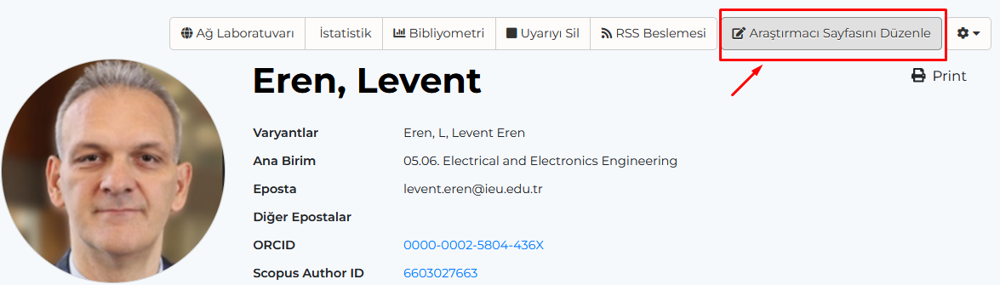 Ağ Laboratuvarı İstatistik Bibliyometri Uyarıyı Sil RSS Beslemesi Araştırmacı Sayfasını Düzenle
Eren, Levent
Print
Varyantlar Eren, L, Levent Eren
Ana Birim 05.06. Electrical and Electronics Engineering
Eposta levent.eren@ieu.edu.tr
Diğer Epostalar
ORCID 0000-0002-5804-436X
Scopus Author ID 6603027663